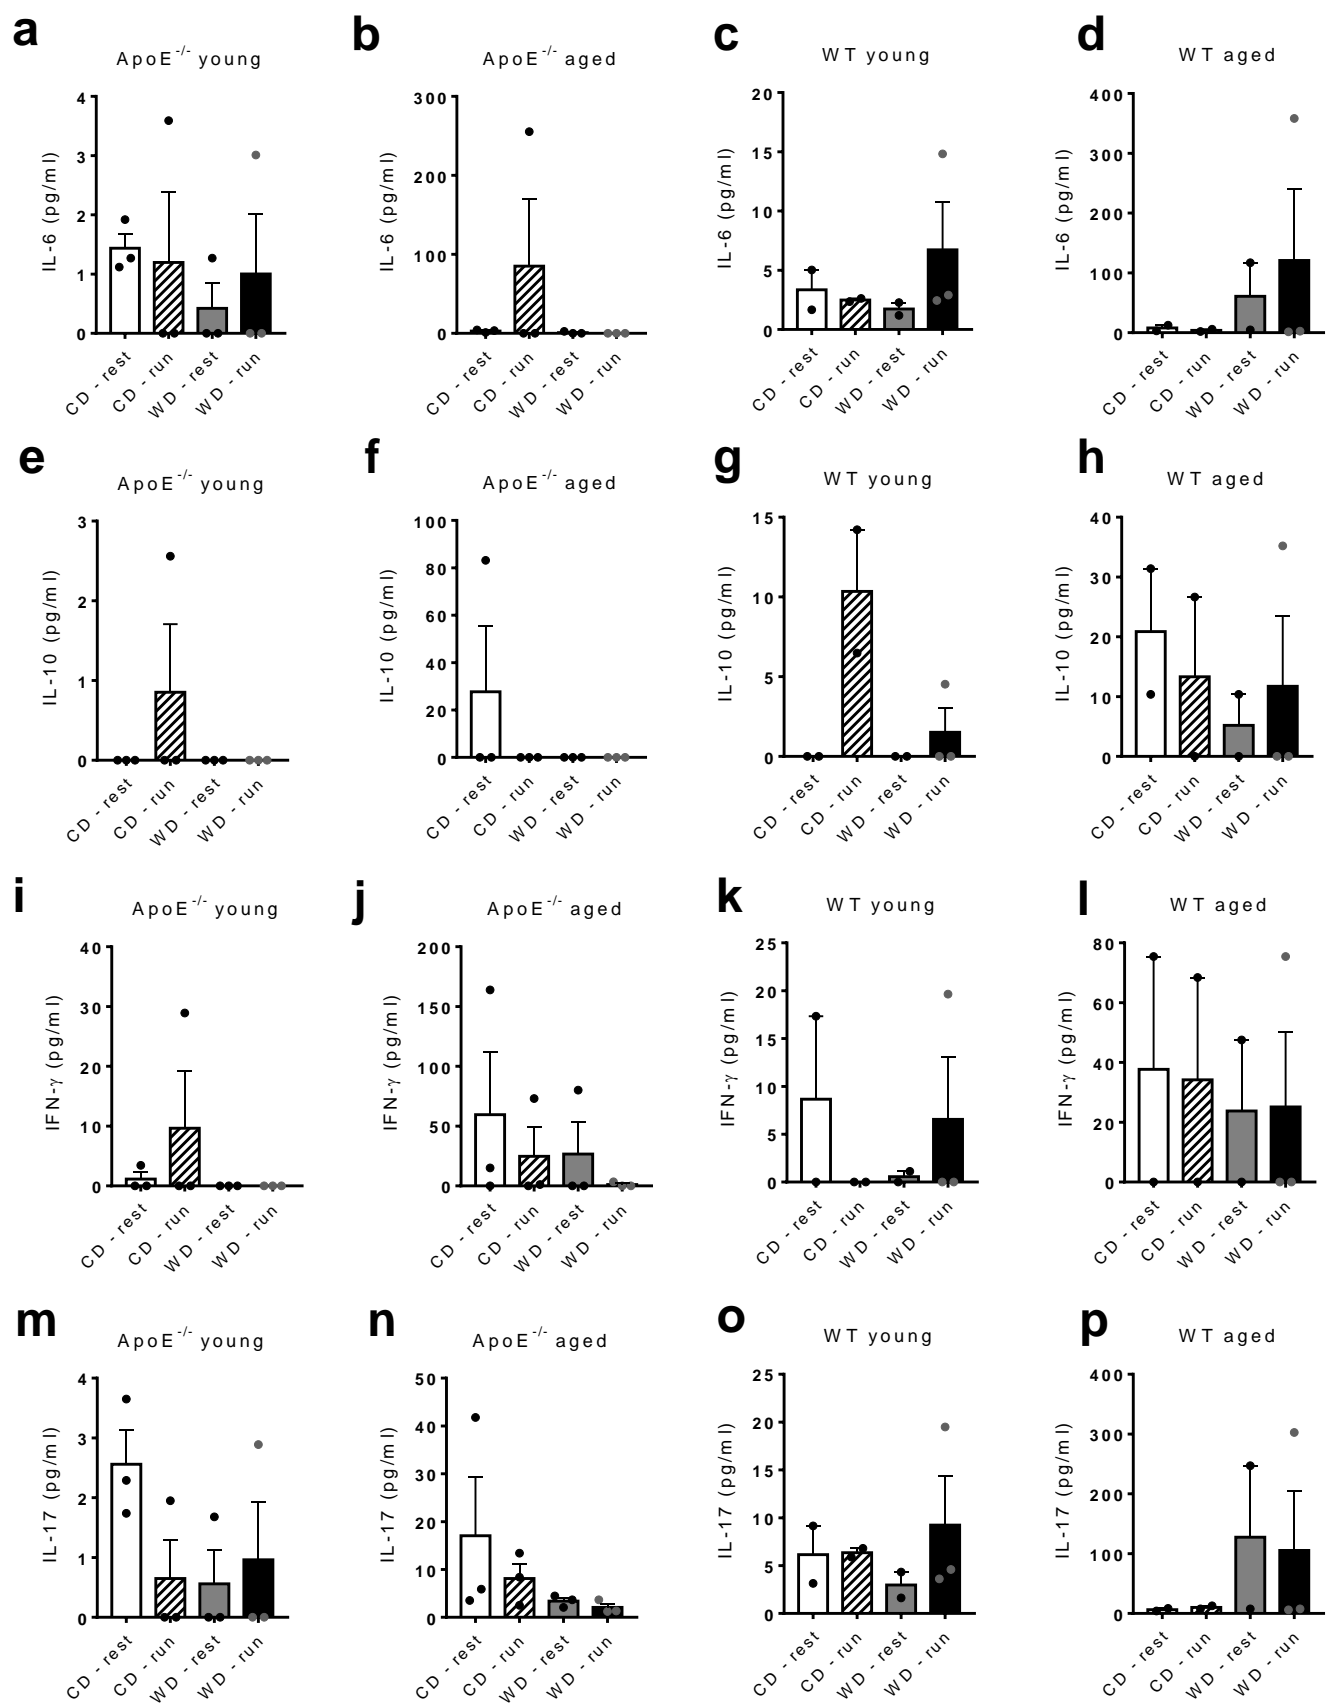 a
ApoE-/- young
IL-6 (pg/ml)
4
3
2
1
0
CD - rest
CD - run
WD - rest
WD - run
b
ApoE-/- aged
IL-6 (pg/ml)
300
200
100
0
CD - rest
CD - run
WD - rest
WD - run
c
WT young
IL-6 (pg/ml)
20
15
10
5
0
CD - rest
CD - run
WD - rest
WD - run
d
WT aged
IL-6 (pg/ml)
400
300
200
100
0
CD - rest
CD - run
WD - rest
WD - run
e
ApoE-/- young
IL-10 (pg/ml)
3
2
1
0
CD - rest
CD - run
WD - rest
WD - run
f
ApoE-/- aged
IL-10 (pg/ml)
100
80
60
40
20
0
CD - rest
CD - run
WD - rest
WD - run
g
WT young
IL-10 (pg/ml)
15
10
5
0
CD - rest
CD - run
WD - rest
WD - run
h
WT aged
IL-10 (pg/ml)
40
30
20
10
0
CD - rest
CD - run
WD - rest
WD - run
i
ApoE-/- young
IFN-γ (pg/ml)
40
30
20
10
0
CD - rest
CD - run
WD - rest
WD - run
j
ApoE-/- aged
IFN-γ (pg/ml)
200
150
100
50
0
CD - rest
CD - run
WD - rest
WD - run
k
WT young
IFN-γ (pg/ml)
25
20
15
10
5
0
CD - rest
CD - run
WD - rest
WD - run
l
WT aged
IFN-γ (pg/ml)
80
60
40
20
0
CD - rest
CD - run
WD - rest
WD - run
m
ApoE-/- young
IL-17 (pg/ml)
4
3
2
1
0
CD - rest
CD - run
WD - rest
WD - run
n
ApoE-/- aged
IL-17 (pg/ml)
50
40
30
20
10
0
CD - rest
CD - run
WD - rest
WD - run
o
WT young
IL-17 (pg/ml)
25
20
15
10
5
0
CD - rest
CD - run
WD - rest
WD - run
p
WT aged
IL-17 (pg/ml)
400
300
200
100
0
CD - rest
CD - run
WD - rest
WD - run